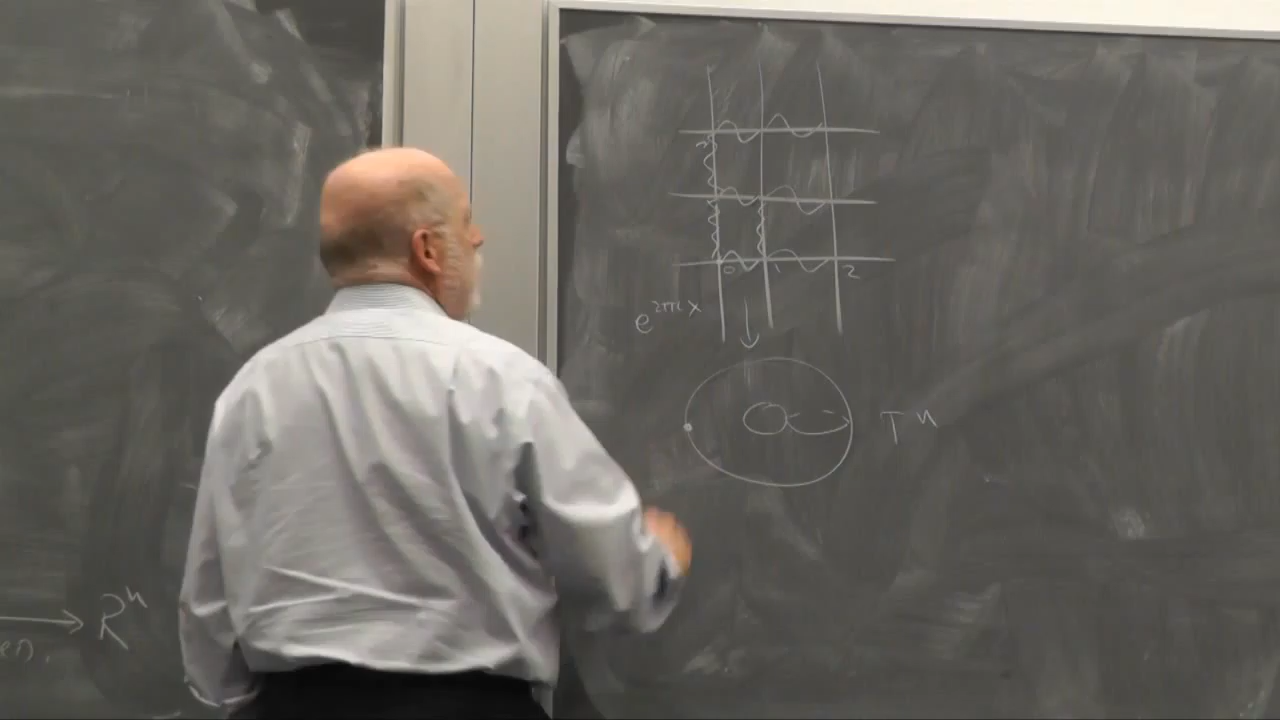 0 1 2
e^{2πix}
T^n
R^n
en.